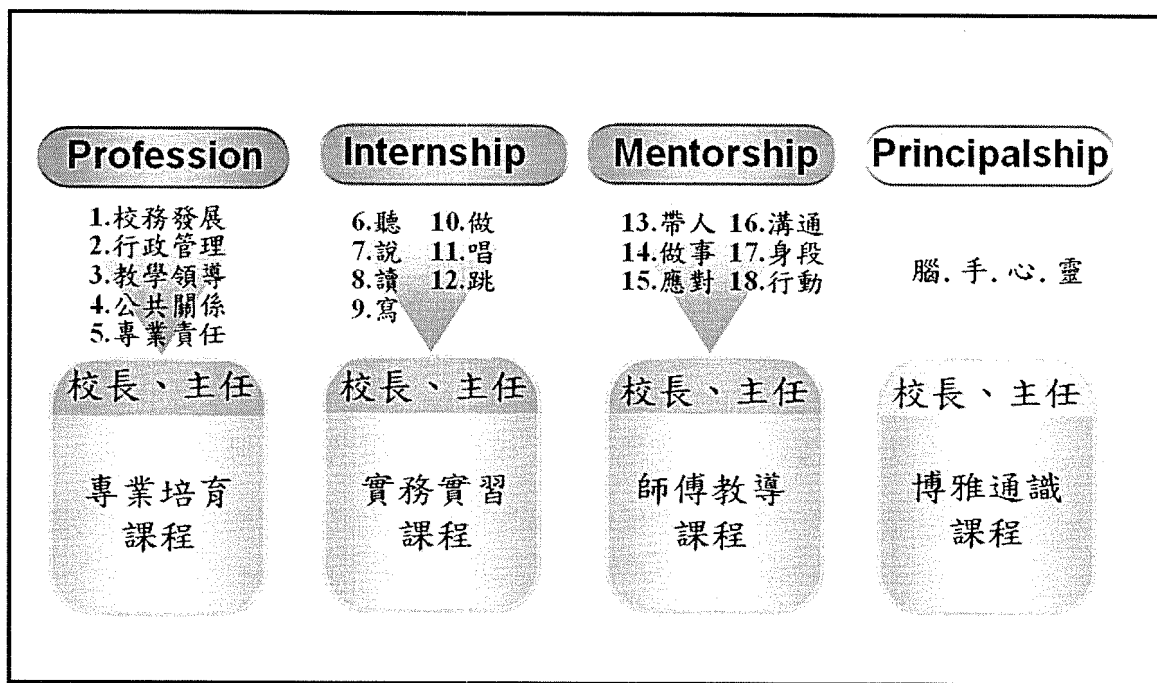 Profession
1.校務發展
2.行政管理
3.教學領導
4.公共關係
5.專業責任
校長、主任
專業培育
課程
Internship
6.聽 10.做
7.說 11.唱
8.讀 12.跳
9.寫
校長、主任
實務實習
課程
Mentorship
13.帶人 16.溝通
14.做事 17.身段
15.應對 18.行動
校長、主任
師傅教導
課程
Principalship
腦.手.心.靈
校長、主任
博雅通識
課程